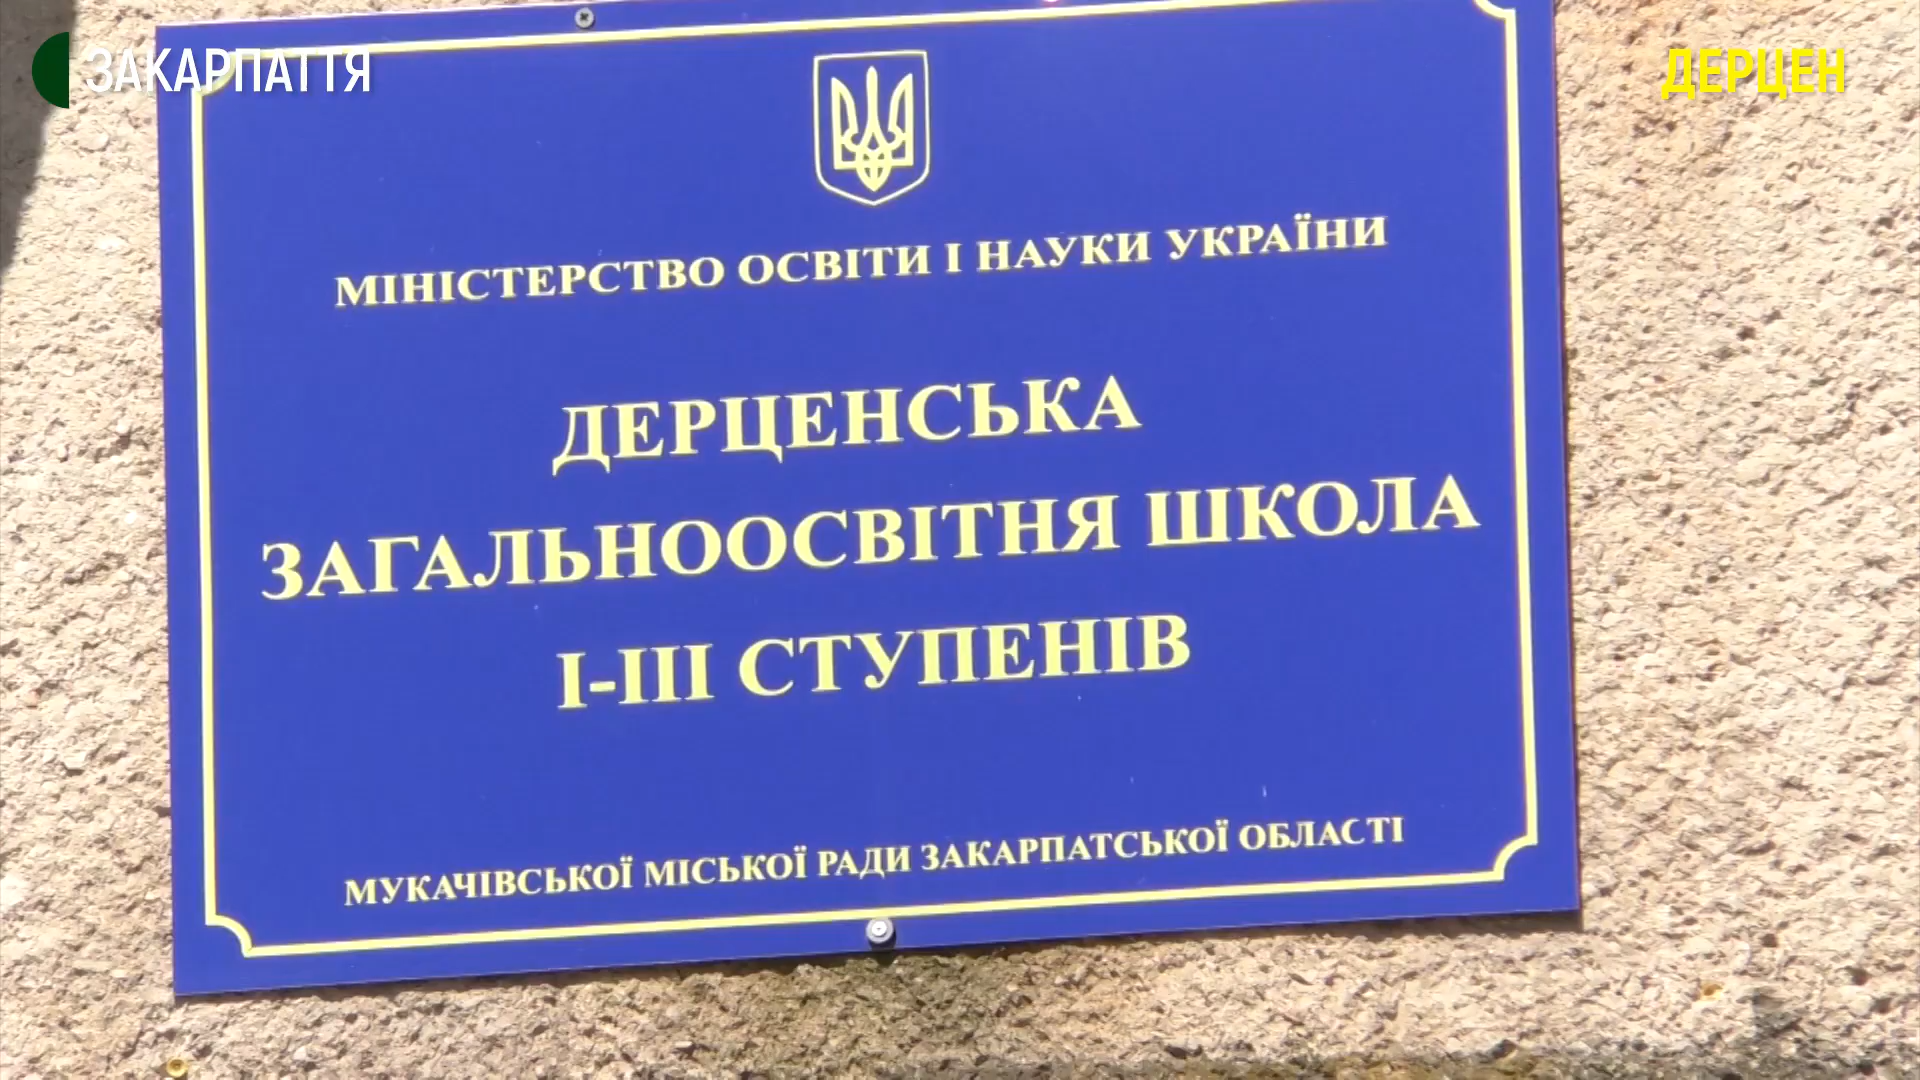 ЗАКАРПАТТЯ
ДЕРЦЕН
МІНІСТЕРСТВО ОСВІТИ І НАУКИ УКРАЇНИ
ДЕРЦЕНСЬКА
ЗАГАЛЬНООСВІТНЯ ШКОЛА
І-ІІІ СТУПЕНІВ
МУКАЧІВСЬКОЇ МІСЬКОЇ РАДИ ЗАКАРПАТСЬКОЇ ОБЛАСТІ